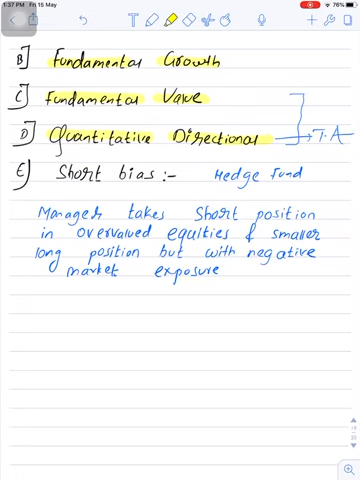 1:37 PM Fri 15 May
76%
B] Fundamental Growth
C] Fundamental Value
D] Quantitative Directional → T.A
E] Short bias :- Hedge Fund
Manager takes short position
in overvalued equities & smaller
long position but with negative
market exposure